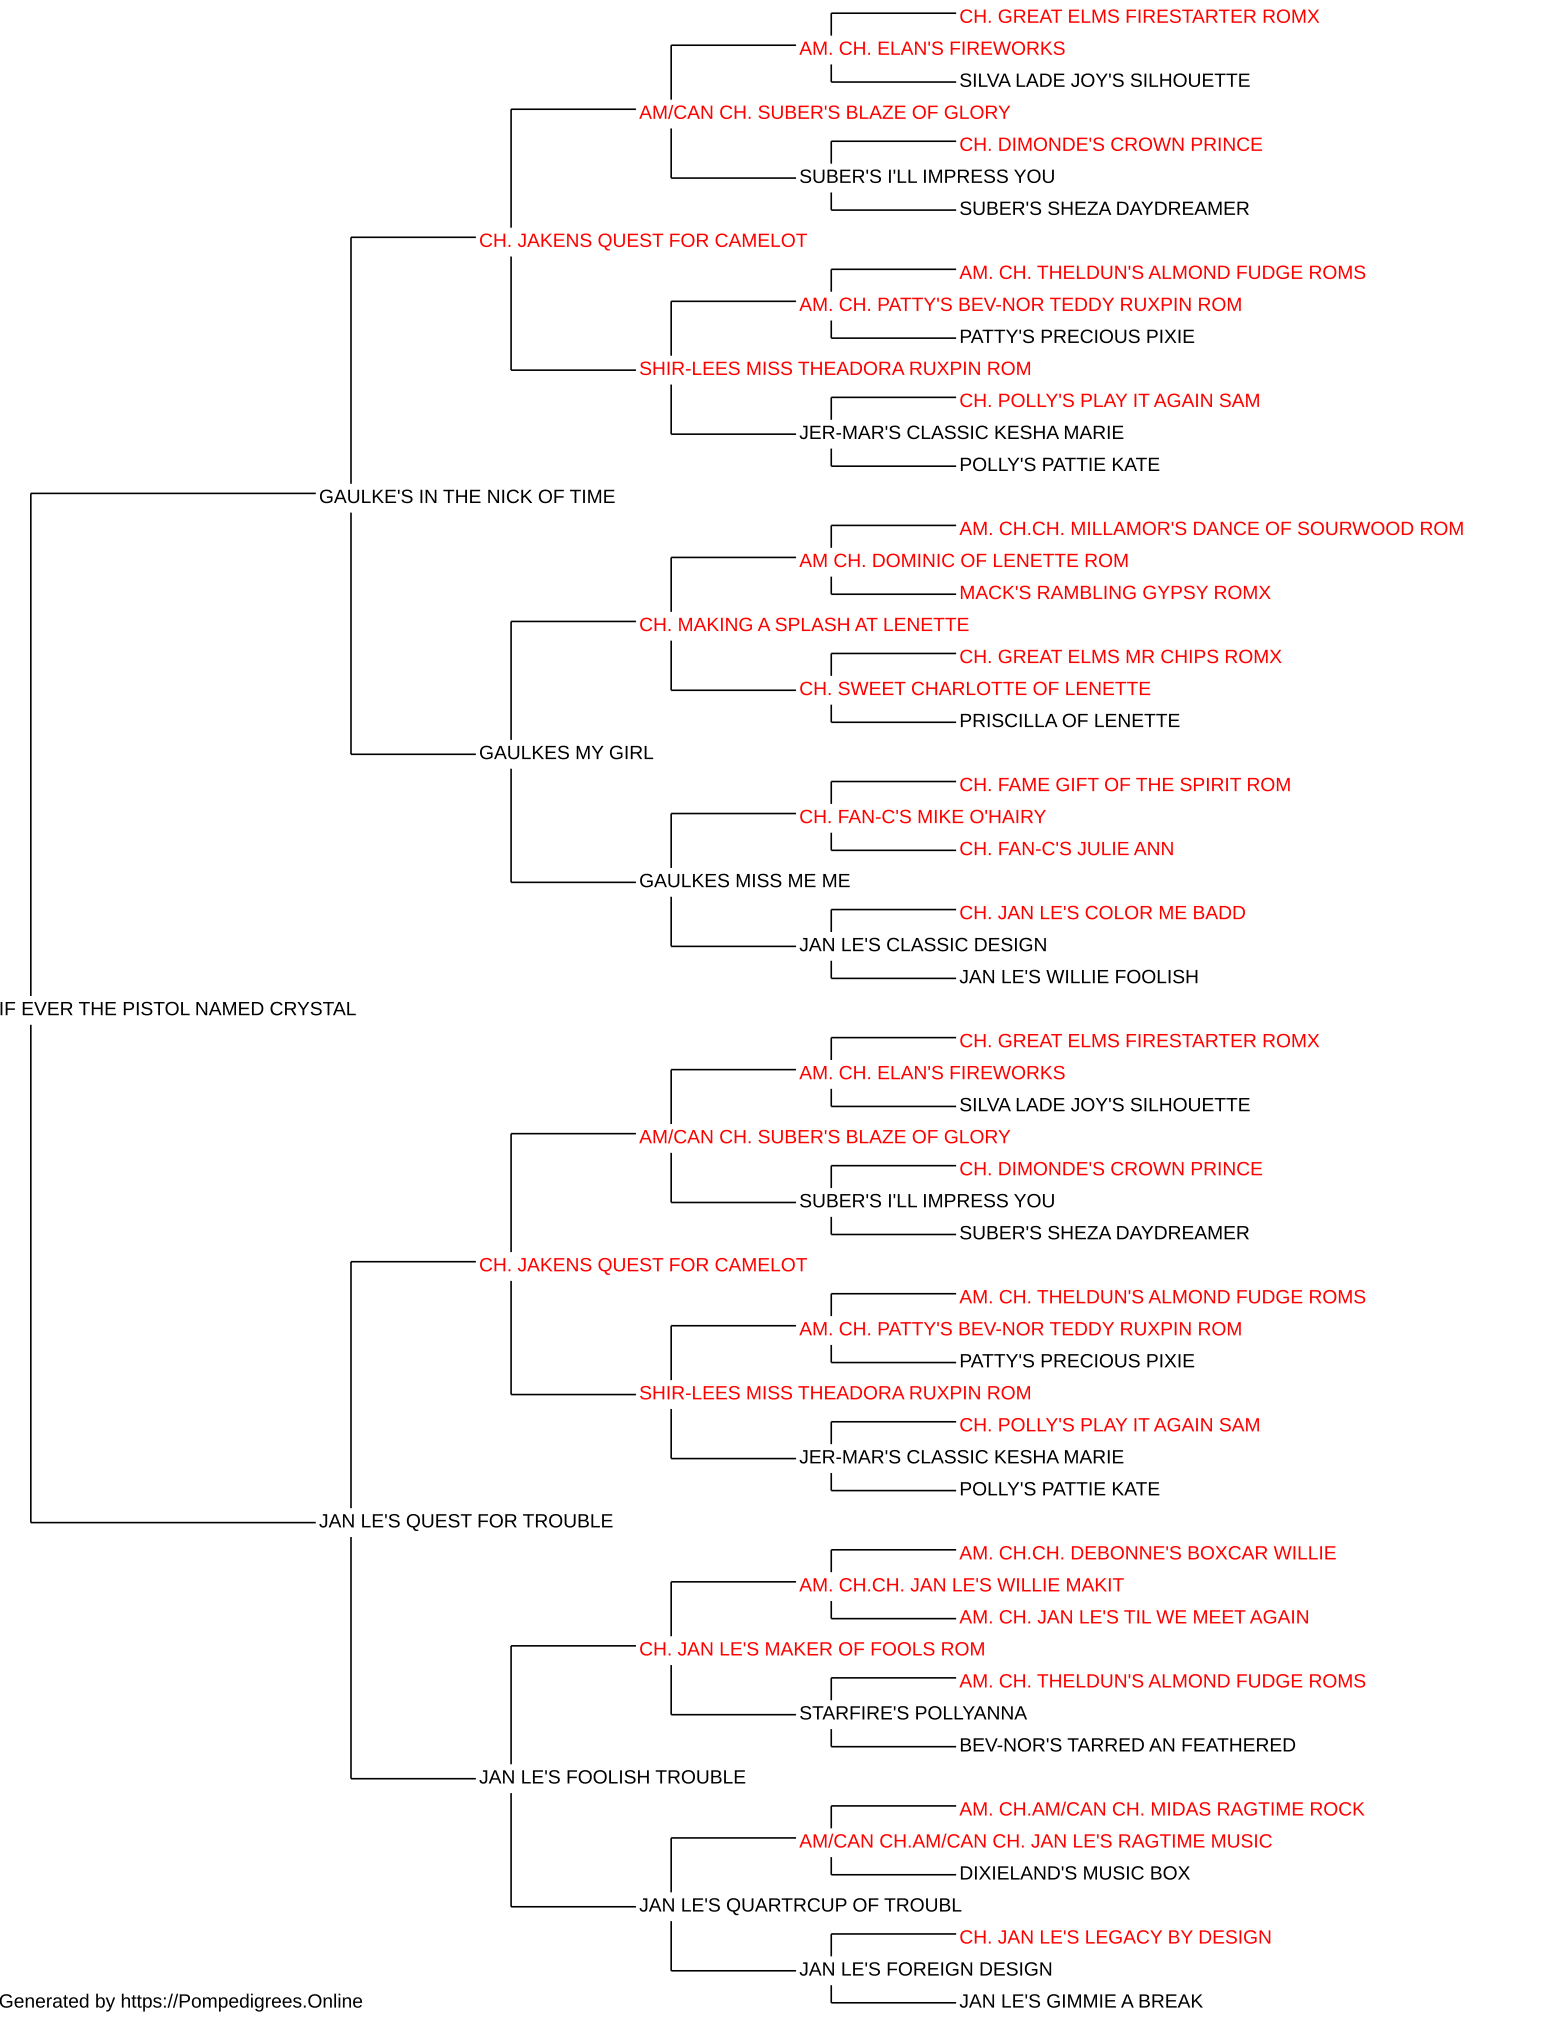 CH. GREAT ELMS FIRESTARTER ROMX
AM. CH. ELAN'S FIREWORKS
SILVA LADE JOY'S SILHOUETTE
AM/CAN CH. SUBER'S BLAZE OF GLORY
CH. DIMONDE'S CROWN PRINCE
SUBER'S I'LL IMPRESS YOU
SUBER'S SHEZA DAYDREAMER
CH. JAKENS QUEST FOR CAMELOT
AM. CH. THELDUN'S ALMOND FUDGE ROMS
AM. CH. PATTY'S BEV-NOR TEDDY RUXPIN ROM
PATTY'S PRECIOUS PIXIE
SHIR-LEES MISS THEADORA RUXPIN ROM
CH. POLLY'S PLAY IT AGAIN SAM
JER-MAR'S CLASSIC KESHA MARIE
POLLY'S PATTIE KATE
GAULKE'S IN THE NICK OF TIME
AM. CH.CH. MILLAMOR'S DANCE OF SOURWOOD ROM
AM CH. DOMINIC OF LENETTE ROM
MACK'S RAMBLING GYPSY ROMX
CH. MAKING A SPLASH AT LENETTE
CH. GREAT ELMS MR CHIPS ROMX
CH. SWEET CHARLOTTE OF LENETTE
PRISCILLA OF LENETTE
GAULKES MY GIRL
CH. FAME GIFT OF THE SPIRIT ROM
CH. FAN-C'S MIKE O'HAIRY
CH. FAN-C'S JULIE ANN
GAULKES MISS ME ME
CH. JAN LE'S COLOR ME BADD
JAN LE'S CLASSIC DESIGN
JAN LE'S WILLIE FOOLISH
IF EVER THE PISTOL NAMED CRYSTAL
CH. GREAT ELMS FIRESTARTER ROMX
AM. CH. ELAN'S FIREWORKS
SILVA LADE JOY'S SILHOUETTE
AM/CAN CH. SUBER'S BLAZE OF GLORY
CH. DIMONDE'S CROWN PRINCE
SUBER'S I'LL IMPRESS YOU
SUBER'S SHEZA DAYDREAMER
CH. JAKENS QUEST FOR CAMELOT
AM. CH. THELDUN'S ALMOND FUDGE ROMS
AM. CH. PATTY'S BEV-NOR TEDDY RUXPIN ROM
PATTY'S PRECIOUS PIXIE
SHIR-LEES MISS THEADORA RUXPIN ROM
CH. POLLY'S PLAY IT AGAIN SAM
JER-MAR'S CLASSIC KESHA MARIE
POLLY'S PATTIE KATE
JAN LE'S QUEST FOR TROUBLE
AM. CH.CH. DEBONNE'S BOXCAR WILLIE
AM. CH.CH. JAN LE'S WILLIE MAKIT
AM. CH. JAN LE'S TIL WE MEET AGAIN
CH. JAN LE'S MAKER OF FOOLS ROM
AM. CH. THELDUN'S ALMOND FUDGE ROMS
STARFIRE'S POLLYANNA
BEV-NOR'S TARRED AN FEATHERED
JAN LE'S FOOLISH TROUBLE
AM. CH.AM/CAN CH. MIDAS RAGTIME ROCK
AM/CAN CH.AM/CAN CH. JAN LE'S RAGTIME MUSIC
DIXIELAND'S MUSIC BOX
JAN LE'S QUARTRCUP OF TROUBL
CH. JAN LE'S LEGACY BY DESIGN
JAN LE'S FOREIGN DESIGN
JAN LE'S GIMMIE A BREAK
Generated by https://Pompedigrees.Online